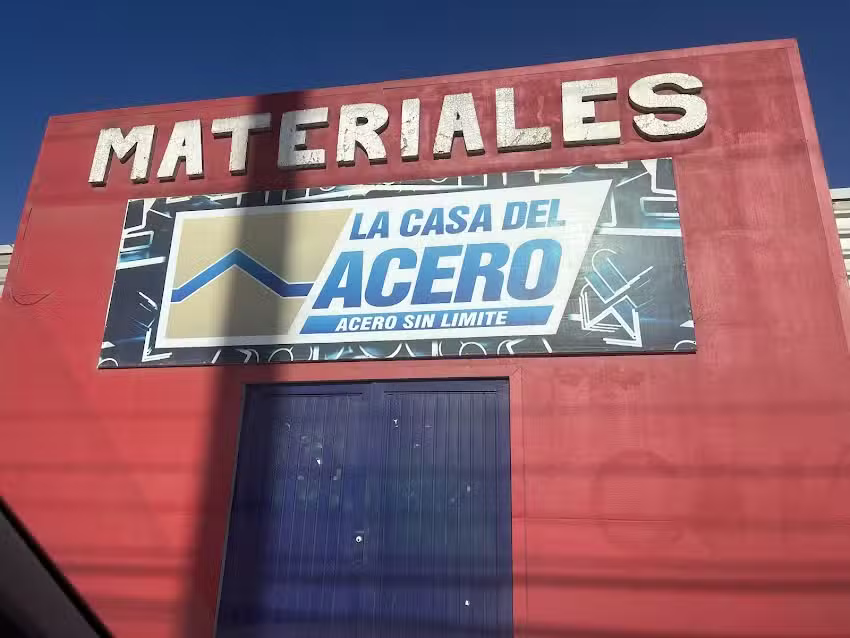 MATERIALES
LA CASA DEL
ACERO
ACERO SIN LIMITE